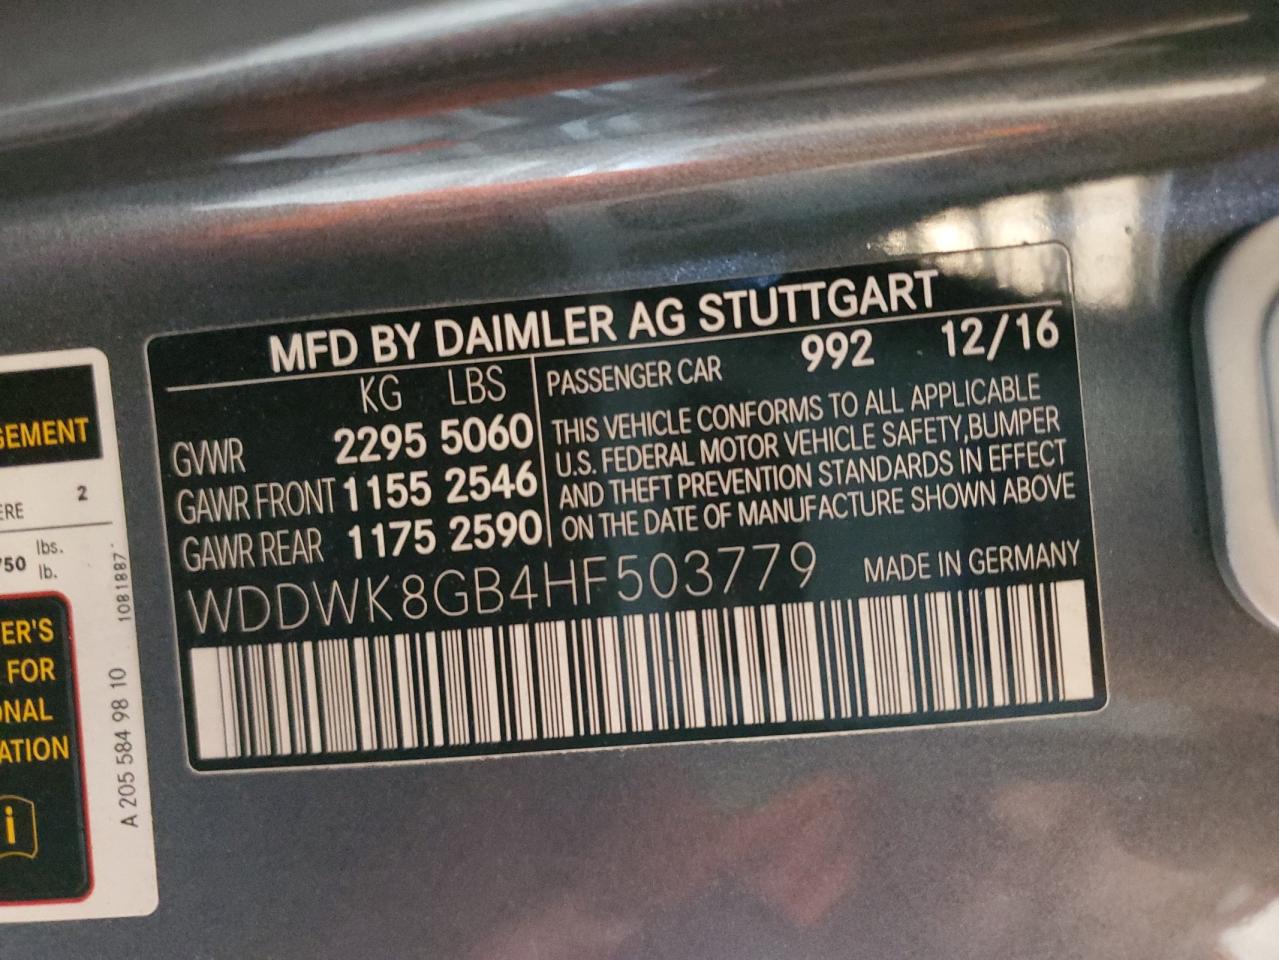 MFD BY DAIMLER AG STUTTGART
KG LBS
GVWR 2295 5060
GAWR FRONT 1155 2546
GAWR REAR 1175 2590
PASSENGER CAR 992 12/16
THIS VEHICLE CONFORMS TO ALL APPLICABLE
U.S. FEDERAL MOTOR VEHICLE SAFETY,BUMPER
AND THEFT PREVENTION STANDARDS IN EFFECT
ON THE DATE OF MANUFACTURE SHOWN ABOVE
WDDWK8GB4HF503779 MADE IN GERMANY
GEMENT
ERE 2
750 lbs.
lb.
ER'S
FOR
ONAL
ATION
i
A 205 584 98 10 1081887